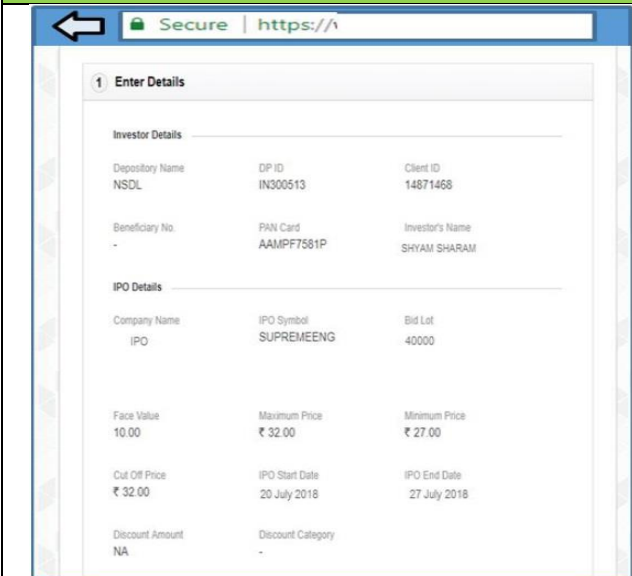 Secure | https://
1 Enter Details
Investor Details
Depository Name DP ID Client ID
NSDL IN300513 14871468
Beneficiary No. PAN Card Investor's Name
- AAMPF7581P SHYAM SHARAM
IPO Details
Company Name IPO Symbol Bid Lot
IPO SUPREMEENG 40000
Face Value Maximum Price Minimum Price
10.00 ₹ 32.00 ₹ 27.00
Cut Off Price IPO Start Date IPO End Date
₹ 32.00 20 July 2018 27 July 2018
Discount Amount Discount Category
NA -